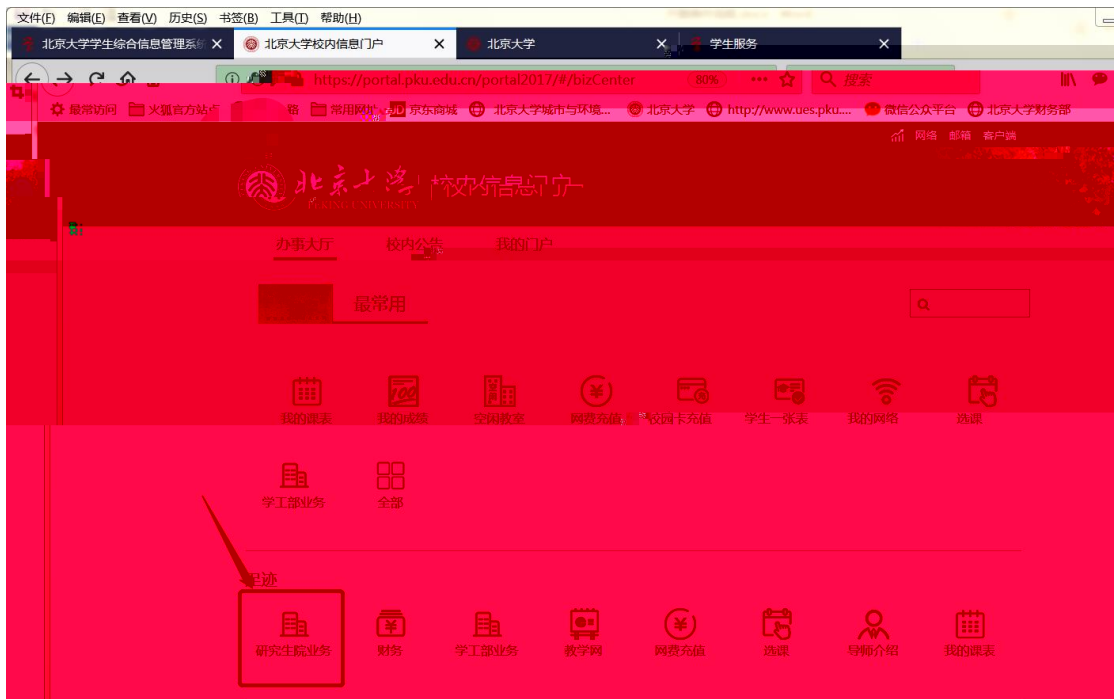 文件(F) 编辑(E) 查看(V) 历史(S) 书签(B) 工具(T) 帮助(H)
北京大学学生综合信息管理系统 北京大学校内信息门户 北京大学 学生服务
https://portal.pku.edu.cn/portal2017/#/bizCenter 80% 搜索
最常访问 火狐官方站点 常用网址 京东商城 北京大学城市与环境... 北京大学 http://www.ues.pku.... 微信公众平台 北京大学财务部
网络 邮箱 客户端
北京大学 校内信息门户
PEKING UNIVERSITY
办事大厅 校内公告 我的门户
最常用
100
我的课表 我的成绩 空闲教室 网费充值 校园卡充值 学生一张表 我的网络 选课
学工部业务 全部
足迹
研究生院业务 财务 学工部业务 教学网 网费充值 选课 导师介绍 我的课表